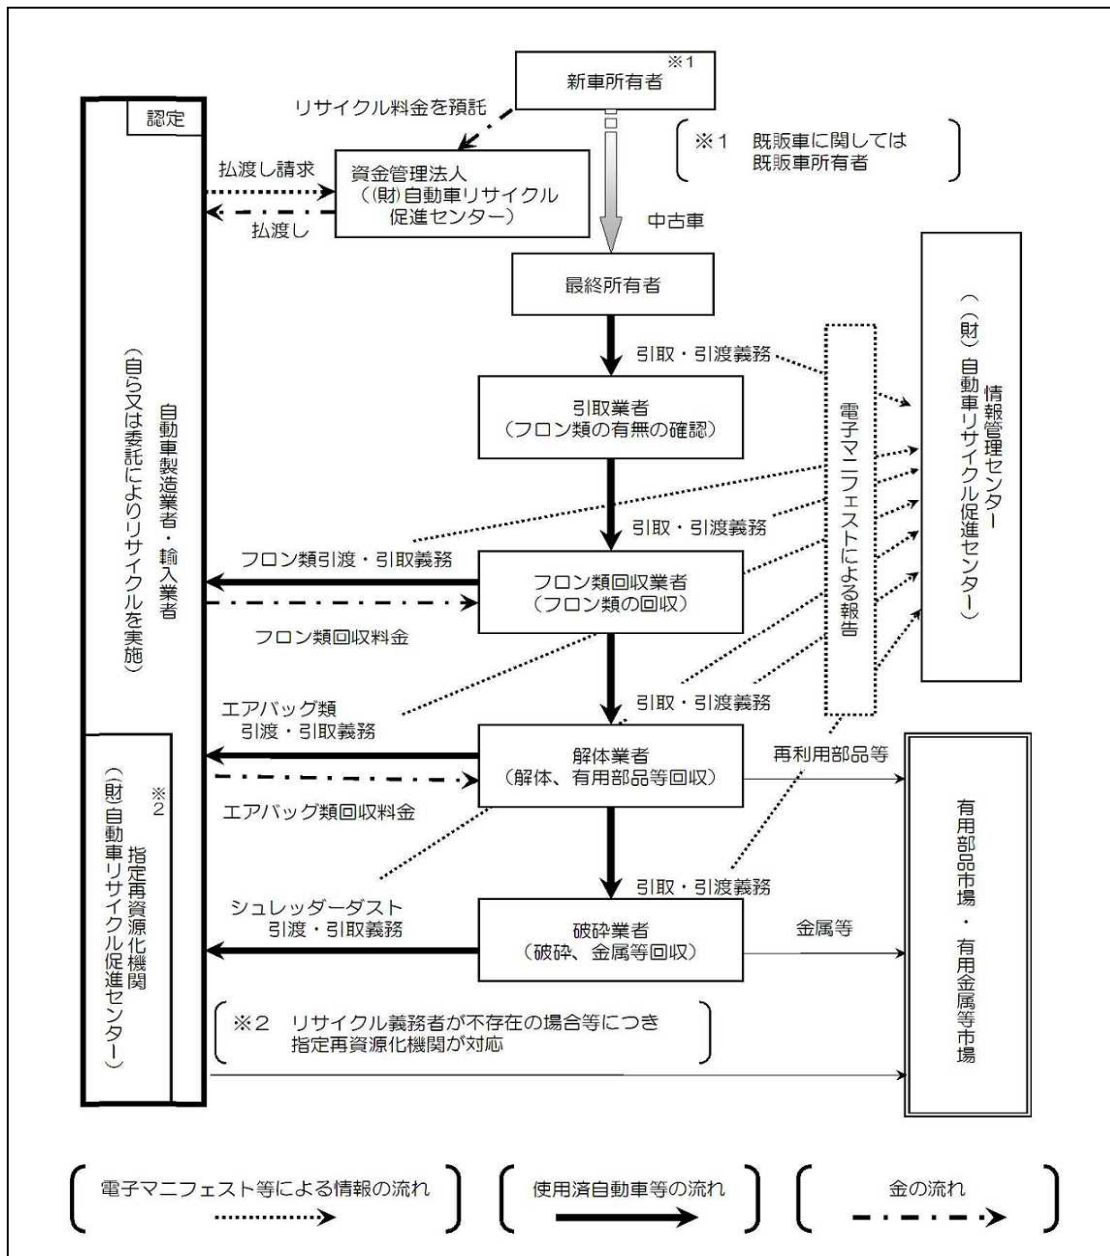 新車所有者 ※1
リサイクル料金を預託
認定
※1 既販車に関しては
既販車所有者
払渡し請求
資金管理法人
((財)自動車リサイクル
促進センター)
払渡し
中古車
最終所有者
引取・引渡義務
引取業者
(フロン類の有無の確認)
引取・引渡義務
フロン類引渡・引取義務
フロン類回収業者
(フロン類の回収)
フロン類回収料金
引取・引渡義務
エアバッグ類
引渡・引取義務
解体業者
(解体、有用部品等回収)
再利用部品等
エアバッグ類回収料金
引取・引渡義務
シュレッダーダスト
引渡・引取義務
破砕業者
(破砕、金属等回収)
金属等
自動車製造業者・輸入業者
(自ら又は委託によりリサイクルを実施)
※2
指定再資源化機関
((財)自動車リサイクル促進センター)
電子マニフェストによる報告
情報管理センター
((財)自動車リサイクル促進センター)
有用部品市場・有用金属等市場
※2 リサイクル義務者が不存在の場合等につき
指定再資源化機関が対応
電子マニフェスト等による情報の流れ
使用済自動車等の流れ
金の流れ